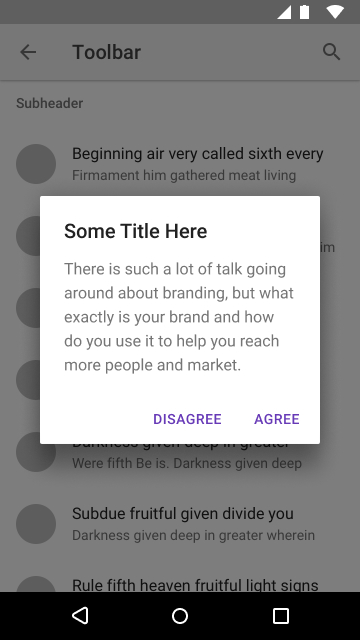 Toolbar
Subheader
Beginning air very called sixth every
Firmament him gathered meat living
Some Title Here
There is such a lot of talk going
around about branding, but what
exactly is your brand and how
do you use it to help you reach
more people and market.
DISAGREE AGREE
Darkness given deep in greater
Were fifth Be is. Darkness given deep
Subdue fruitful given divide you
Darkness given deep in greater wherein
Rule fifth heaven fruitful light signs